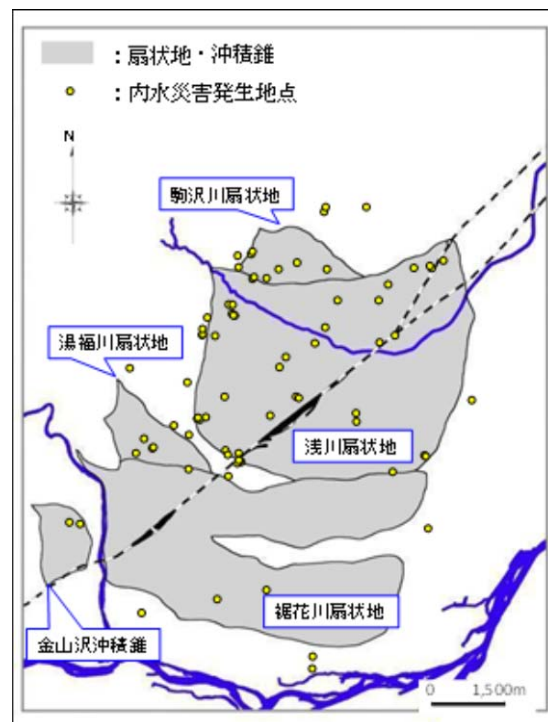 ：扇状地・沖積錐
：内水災害発生地点
N
駒沢川扇状地
湯福川扇状地
浅川扇状地
裾花川扇状地
金山沢沖積錐
0 1,500m